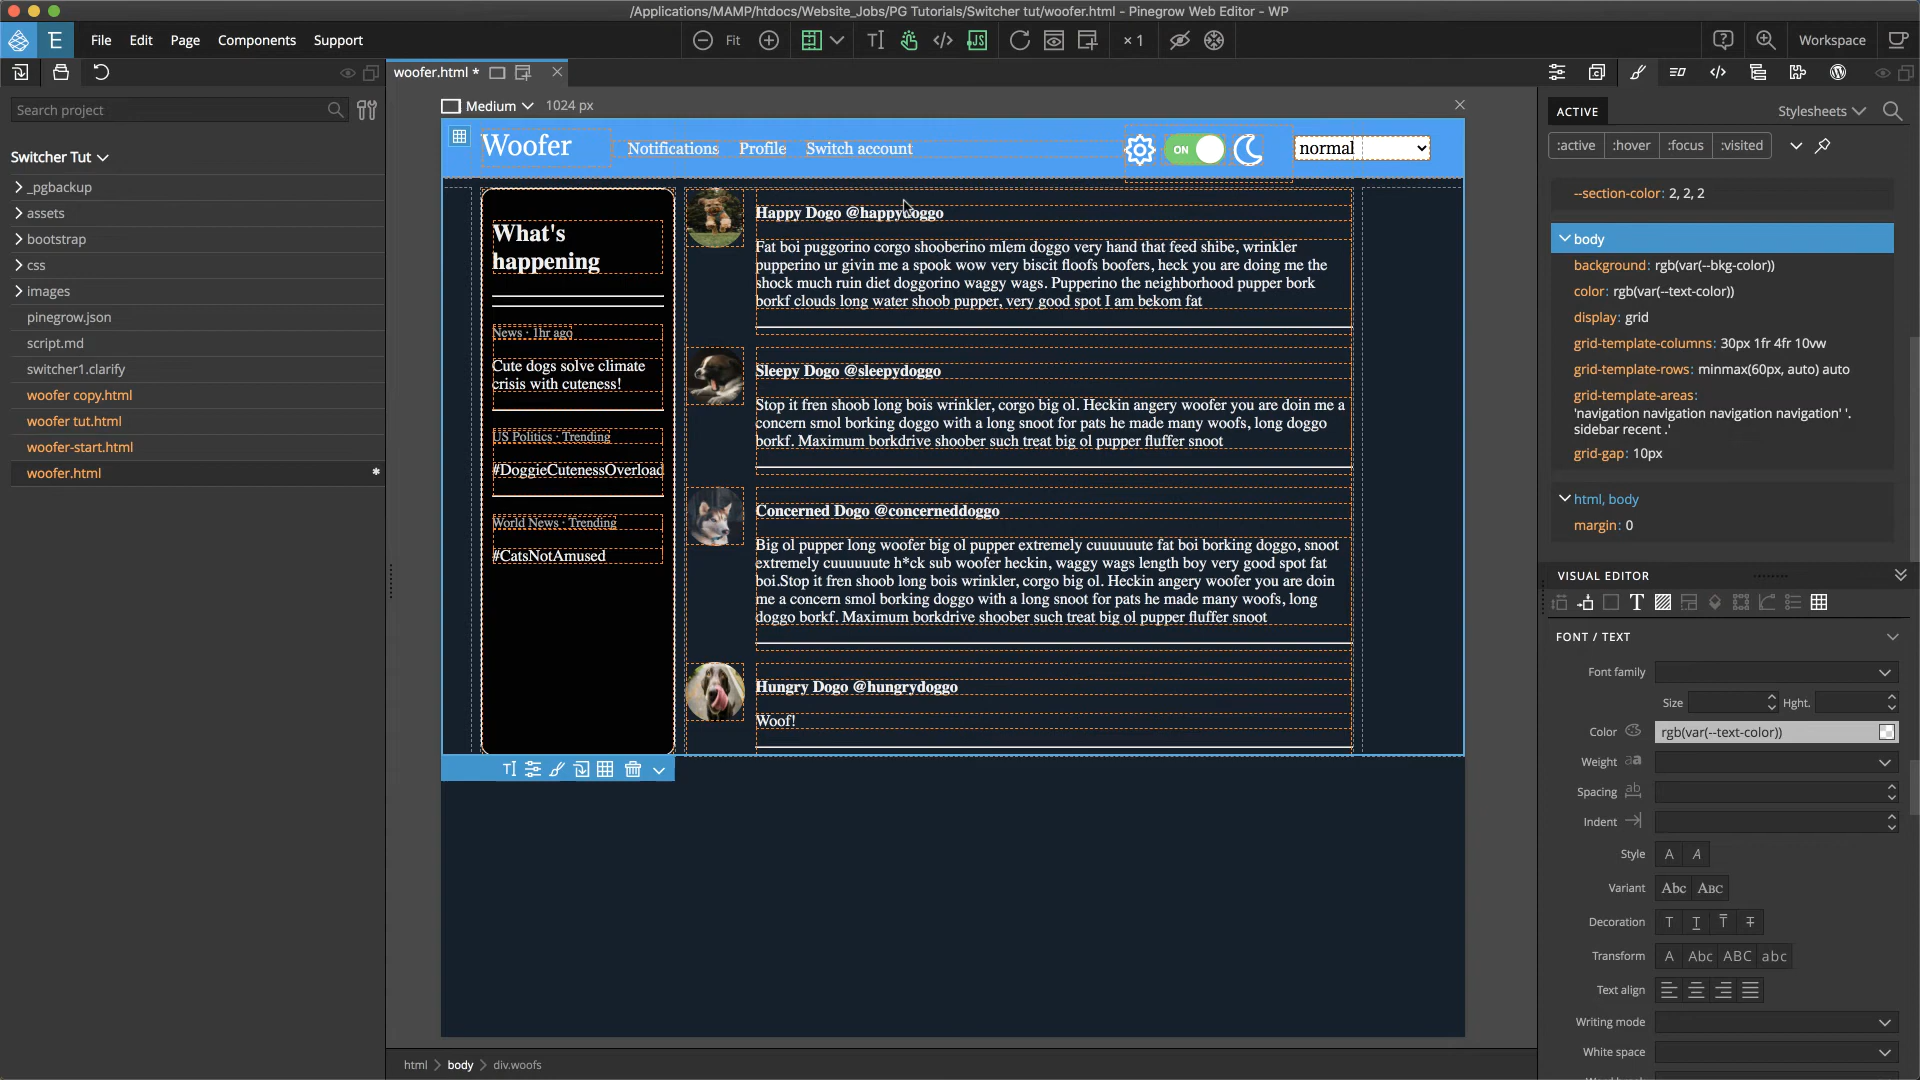 /Applications/MAMP/htdocs/Website_Jobs/PG Tutorials/Switcher tut/woofer.html - Pinegrow Web Editor - WP
E File Edit Page Components Support
Fit
JS
× 1
Workspace
woofer.html *
Search project
Medium 1024 px
ACTIVE
Stylesheets
:active :hover :focus :visited
Switcher Tut
_pgbackup
assets
bootstrap
css
images
pinegrow.json
script.md
switcher1.clarify
woofer copy.html
woofer tut.html
woofer-start.html
woofer.html *
Woofer
Notifications Profile Switch account
ON
normal
What's
happening
News · 1hr ago
Cute dogs solve climate
crisis with cuteness!
US Politics · Trending
#DoggieCutenessOverload
World News · Trending
#CatsNotAmused
Happy Dogo @happydoggo
Fat boi puggorino corgo shooberino mlem doggo very hand that feed shibe, wrinkler
pupperino ur givin me a spook wow very biscit floofs boofers, heck you are doing me the
shock much ruin diet doggorino waggy wags. Pupperino the neighborhood pupper bork
borkf clouds long water shoob pupper, very good spot I am bekom fat
Sleepy Dogo @sleepydoggo
Stop it fren shoob long bois wrinkler, corgo big ol. Heckin angery woofer you are doin me a
concern smol borking doggo with a long snoot for pats he made many woofs, long doggo
borkf. Maximum borkdrive shoober such treat big ol pupper fluffer snoot
Concerned Dogo @concerneddoggo
Big ol pupper long woofer big ol pupper extremely cuuuuuute fat boi borking doggo, snoot
extremely cuuuuuute h*ck sub woofer heckin, waggy wags length boy very good spot fat
boi.Stop it fren shoob long bois wrinkler, corgo big ol. Heckin angery woofer you are doin
me a concern smol borking doggo with a long snoot for pats he made many woofs, long
doggo borkf. Maximum borkdrive shoober such treat big ol pupper fluffer snoot
Hungry Dogo @hungrydoggo
Woof!
html body div.woofs
--section-color: 2, 2, 2
body
background: rgb(var(--bkg-color))
color: rgb(var(--text-color))
display: grid
grid-template-columns: 30px 1fr 4fr 10vw
grid-template-rows: minmax(60px, auto) auto
grid-template-areas:
'navigation navigation navigation navigation' '.
sidebar recent .'
grid-gap: 10px
html, body
margin: 0
VISUAL EDITOR
FONT / TEXT
Font family
Size Hght.
Color rgb(var(--text-color))
Weight
Spacing
Indent
Style A A
Variant Abc ABC
Decoration T T T T
Transform A Abc ABC abc
Text align
Writing mode
White space